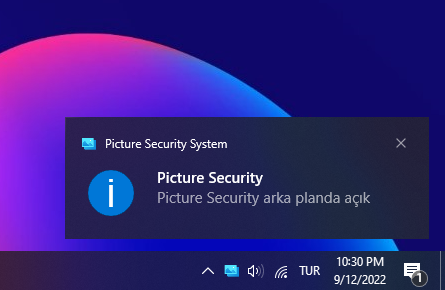 Picture Security System
Picture Security
Picture Security arka planda açık
TUR
10:30 PM
9/12/2022
1